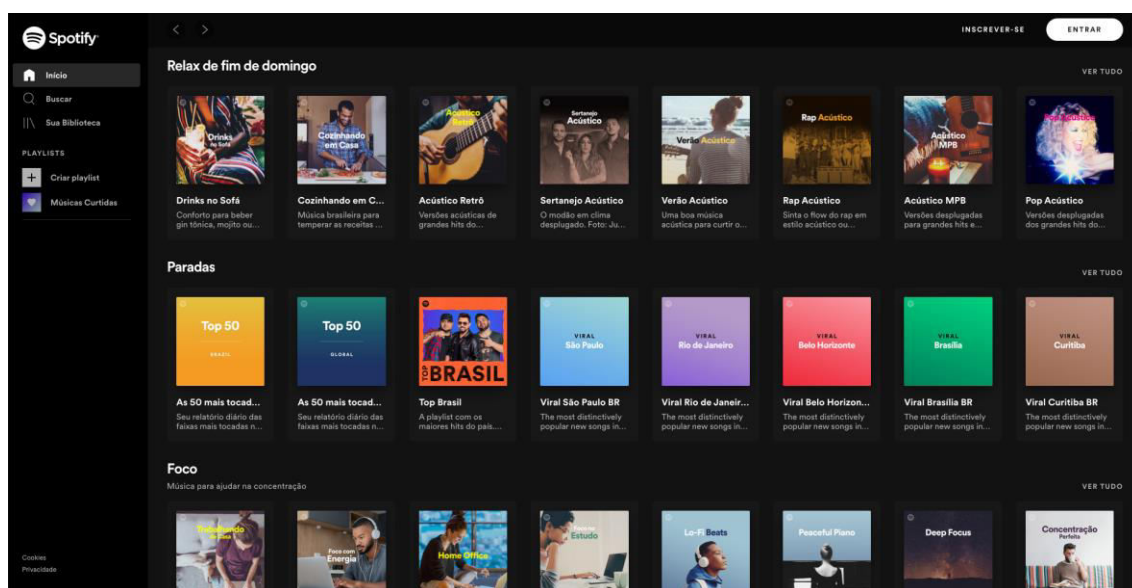 Spotify
INSCREVER-SE
ENTRAR
Início
Buscar
Sua Biblioteca
PLAYLISTS
Criar playlist
Músicas Curtidas
Cookies
Privacidade
Relax de fim de domingo
VER TUDO
Drinks
no Sofá
Cozinhando
em Casa
Acústico
Retrô
Sertanejo
Acústico
Verão Acústico
Rap Acústico
Acústico
MPB
Pop Acústico
Drinks no Sofá
Conforto para beber
gin tônica, mojito ou...
Cozinhando em C...
Música brasileira para
temperar as receitas ...
Acústico Retrô
Versões acústicas de
grandes hits do...
Sertanejo Acústico
O modão em clima
desplugado. Foto: Ju...
Verão Acústico
Uma boa música
acústica para curtir o...
Rap Acústico
Sinta o flow do rap em
estilo acústico ou...
Acústico MPB
Versões desplugadas
para grandes hits e...
Pop Acústico
Versões desplugadas
dos grandes hits do...
Paradas
VER TUDO
Top 50
BRAZIL
Top 50
GLOBAL
TOP BRASIL
VIRAL
São Paulo
VIRAL
Rio de Janeiro
VIRAL
Belo Horizonte
VIRAL
Brasília
VIRAL
Curitiba
As 50 mais tocad...
Seu relatório diário das
faixas mais tocadas n...
As 50 mais tocad...
Seu relatório diário das
faixas mais tocadas n...
Top Brasil
A playlist com os
maiores hits do país....
Viral São Paulo BR
The most distinctively
popular new songs in...
Viral Rio de Janeir...
The most distinctively
popular new songs in...
Viral Belo Horizon...
The most distinctively
popular new songs in...
Viral Brasília BR
The most distinctively
popular new songs in...
Viral Curitiba BR
The most distinctively
popular new songs in...
Foco
Música para ajudar na concentração
VER TUDO
Trabalhando
de Casa
Foco com
Energia
Home Office
Foco no
Estudo
Lo-Fi Beats
Peaceful Piano
Deep Focus
Concentração
Perfeita